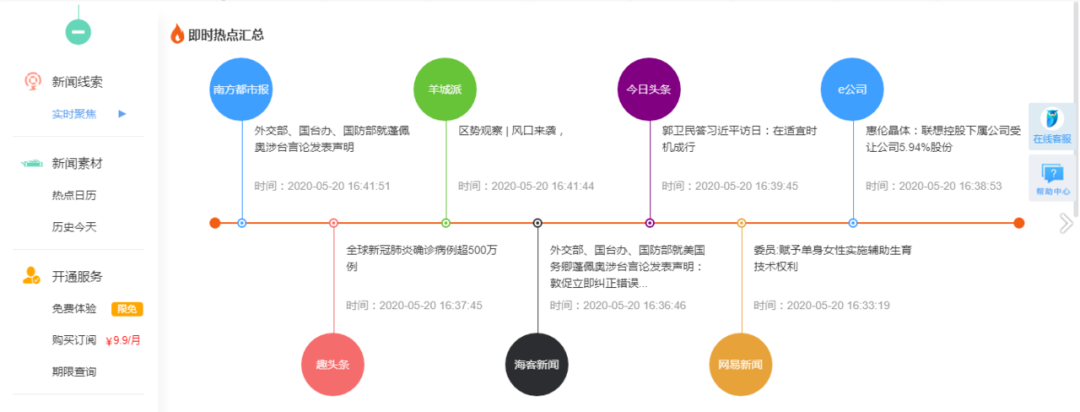 新闻线索
实时聚焦
新闻素材
热点日历
历史今天
开通服务
免费体验 限免
购买订阅 ¥9.9/月
期限查询
即时热点汇总
南方都市报
外交部、国台办、国防部就蓬佩
奥涉台言论发表声明
时间：2020-05-20 16:41:51
羊城派
区势观察 | 风口来袭，
时间：2020-05-20 16:41:44
今日头条
郭卫民答习近平访日：在适宜时
机成行
时间：2020-05-20 16:39:45
e公司
惠伦晶体：联想控股下属公司受
让公司5.94%股份
时间：2020-05-20 16:38:53
全球新冠肺炎确诊病例超500万
例
时间：2020-05-20 16:37:45
趣头条
外交部、国台办、国防部就美国
务卿蓬佩奥涉台言论发表声明：
敦促立即纠正错误...
时间：2020-05-20 16:36:46
海客新闻
委员:赋予单身女性实施辅助生育
技术权利
时间：2020-05-20 16:33:19
网易新闻
在线客服
帮助中心